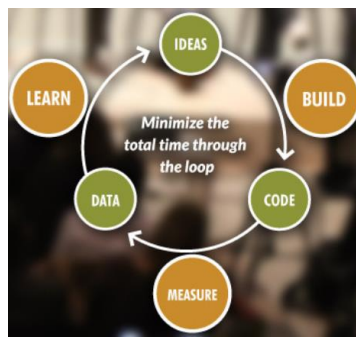 IDEAS
LEARN
BUILD
Minimize the
total time through
the loop
DATA
CODE
MEASURE